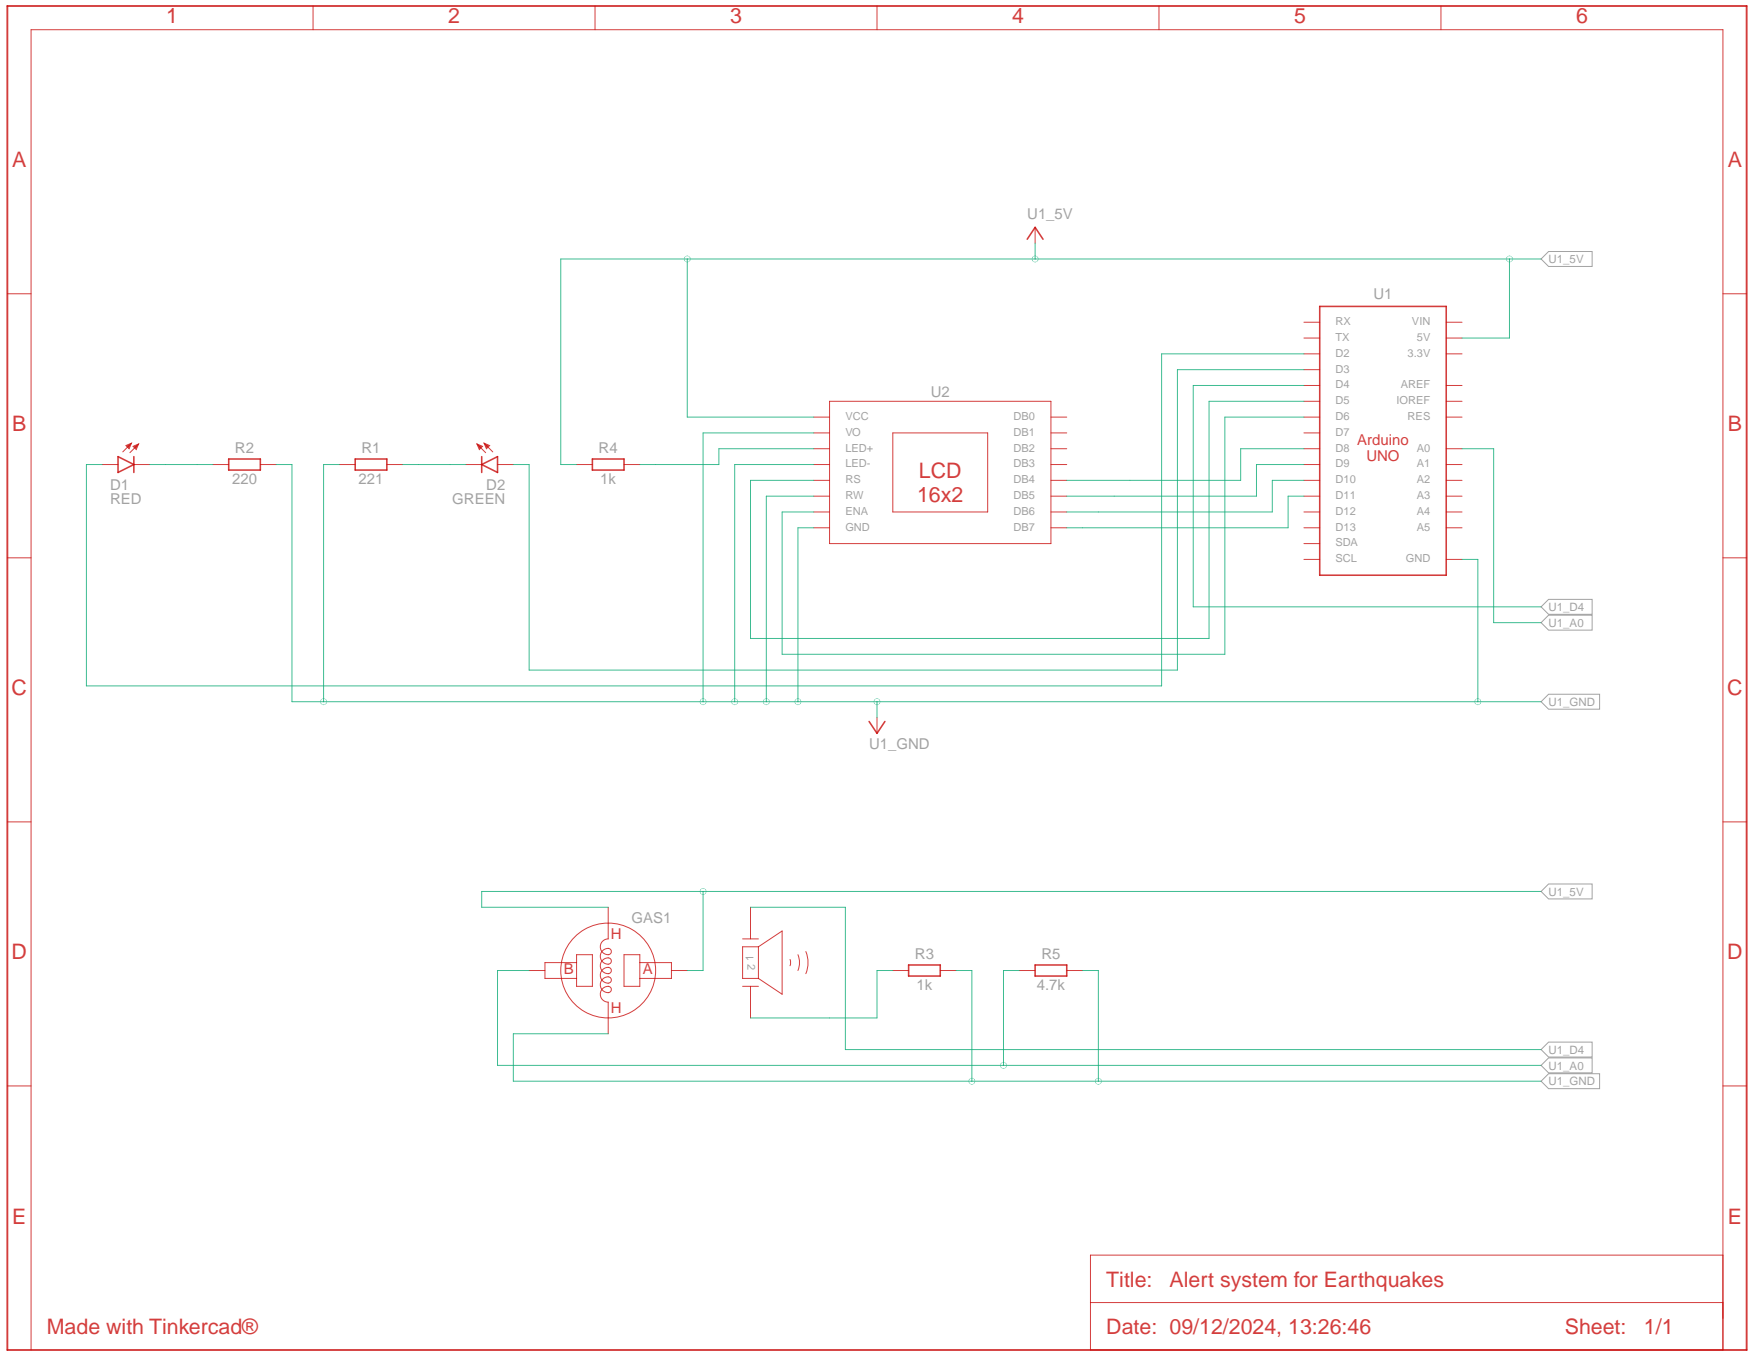 1 2 3 4 5 6
A A
U1_5V
U1_5V
U1
RX VIN
TX 5V
D2 3.3V
D3
D4 AREF
D5 IOREF
D6 RES
D7
Arduino
UNO
D8 A0
D9 A1
D10 A2
D11 A3
D12 A4
D13 A5
SDA
SCL GND
U2
VCC DB0
VO DB1
LED+ DB2
LED- DB3
RS DB4
RW DB5
ENA DB6
GND DB7
LCD
16x2
B B
R2
220
R1
221
R4
1k
D1
RED
D2
GREEN
U1_D4
U1_A0
C C
U1_GND
U1_GND
U1_5V
GAS1
H
B A
H
1 2
D D
R3
1k
R5
4.7k
U1_D4
U1_A0
U1_GND
E E
Title: Alert system for Earthquakes
Made with Tinkercad®
Date: 09/12/2024, 13:26:46 Sheet: 1/1